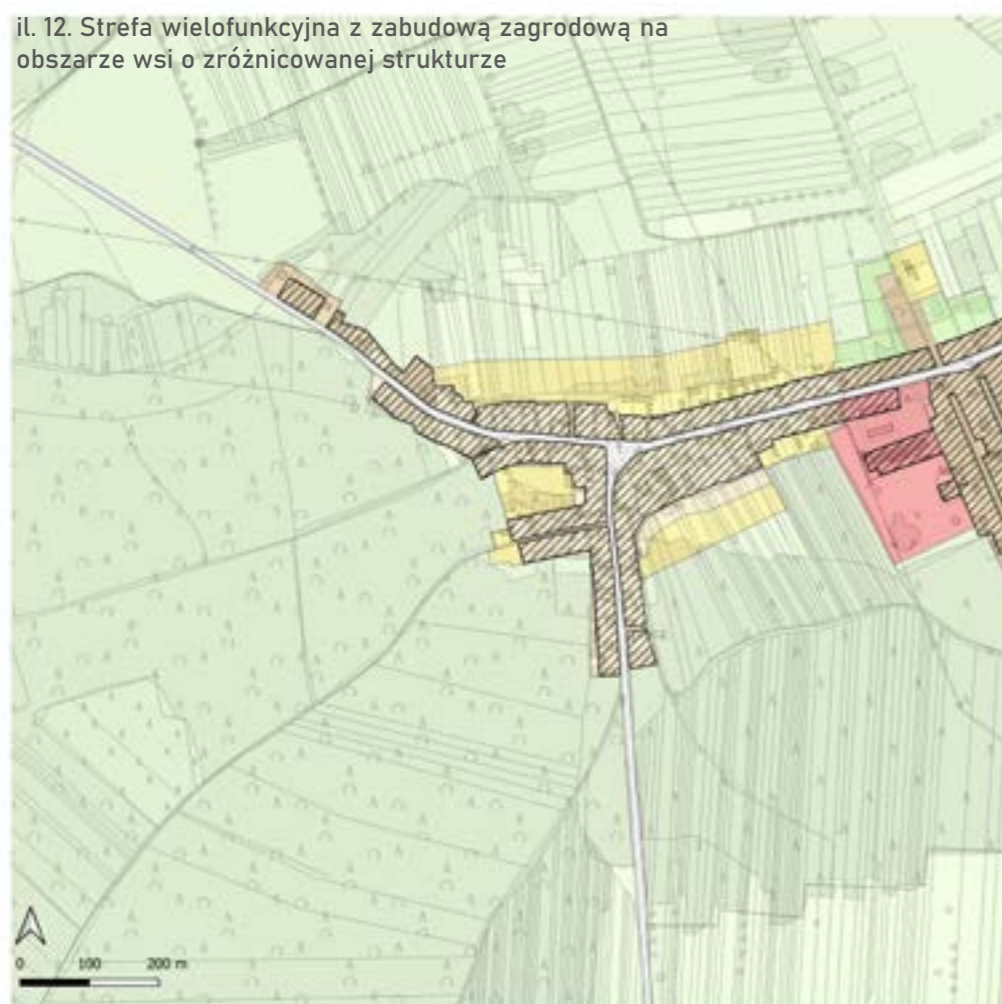 il. 12. Strefa wielofunkcyjna z zabudową zagrodową na
obszarze wsi o zróżnicowanej strukturze
0 100 200 m